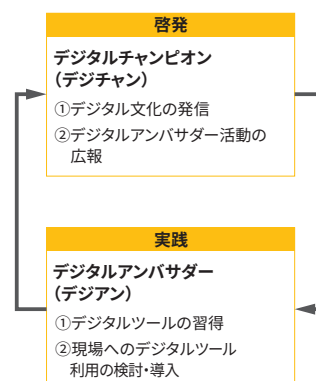 啓発
デジタルチャンピオン
（デジチャン）
①デジタル文化の発信
②デジタルアンバサダー活動の
広報
実践
デジタルアンバサダー
（デジアン）
①デジタルツールの習得
②現場へのデジタルツール
利用の検討・導入